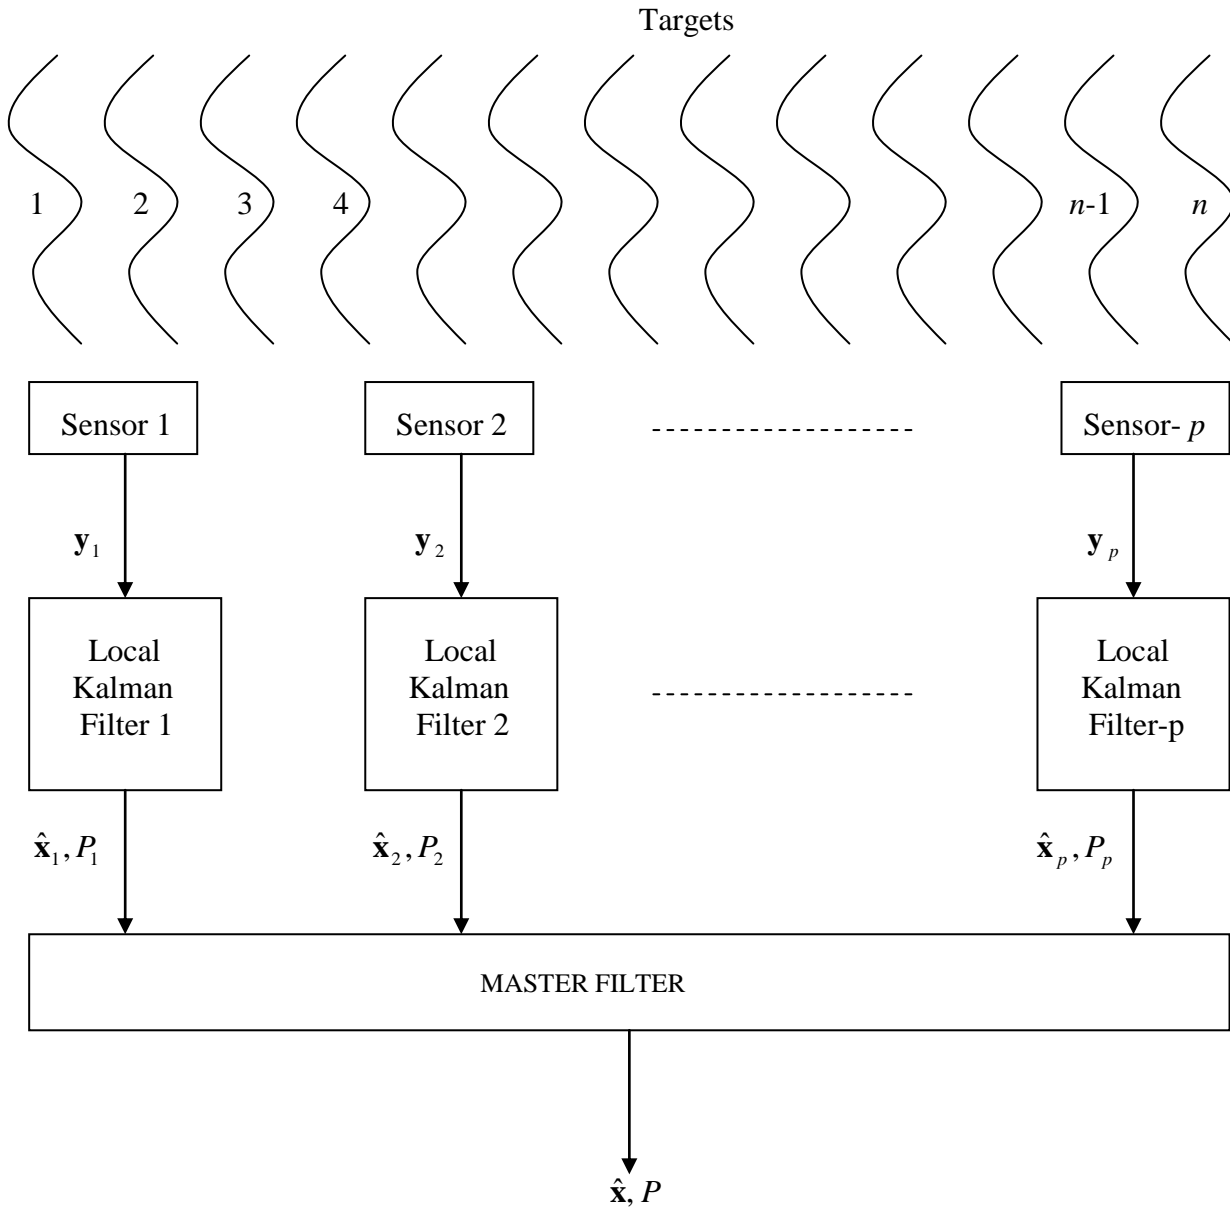 Targets
1 2 3 4 n-1 n
Sensor 1 Sensor 2 Sensor- p
y₁ y₂ yₚ
Local Local Local
Kalman Kalman Kalman
Filter 1 Filter 2 Filter-p
x̂₁, P₁ x̂₂, P₂ x̂ₚ, Pₚ
MASTER FILTER
x̂, P